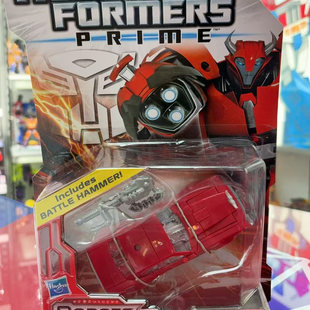 FORMERS
PRIME
Includes
BATTLE HAMMER!
Hasbro